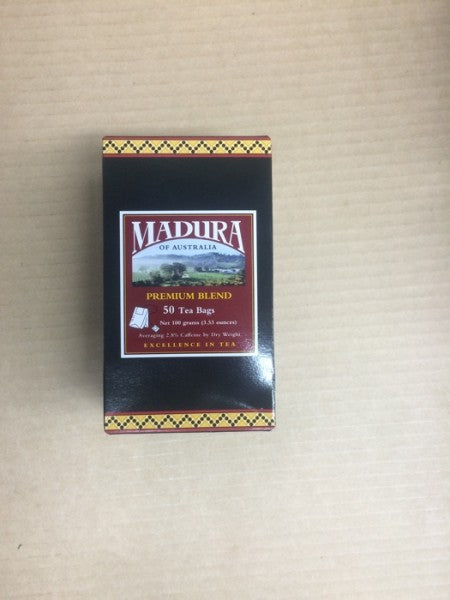 MADURA
OF AUSTRALIA
PREMIUM BLEND
50 Tea Bags
Net 100 grams (3.53 ounces)
Averaging 2.8% Caffeine by Dry Weight.
EXCELLENCE IN TEA